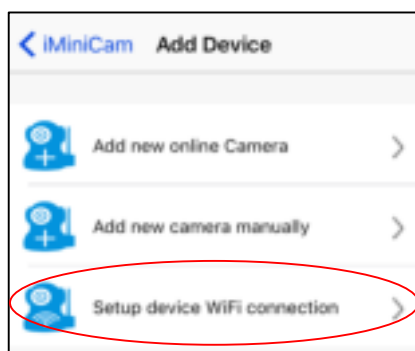 iMiniCam Add Device
Add new online Camera
Add new camera manually
Setup device WiFi connection